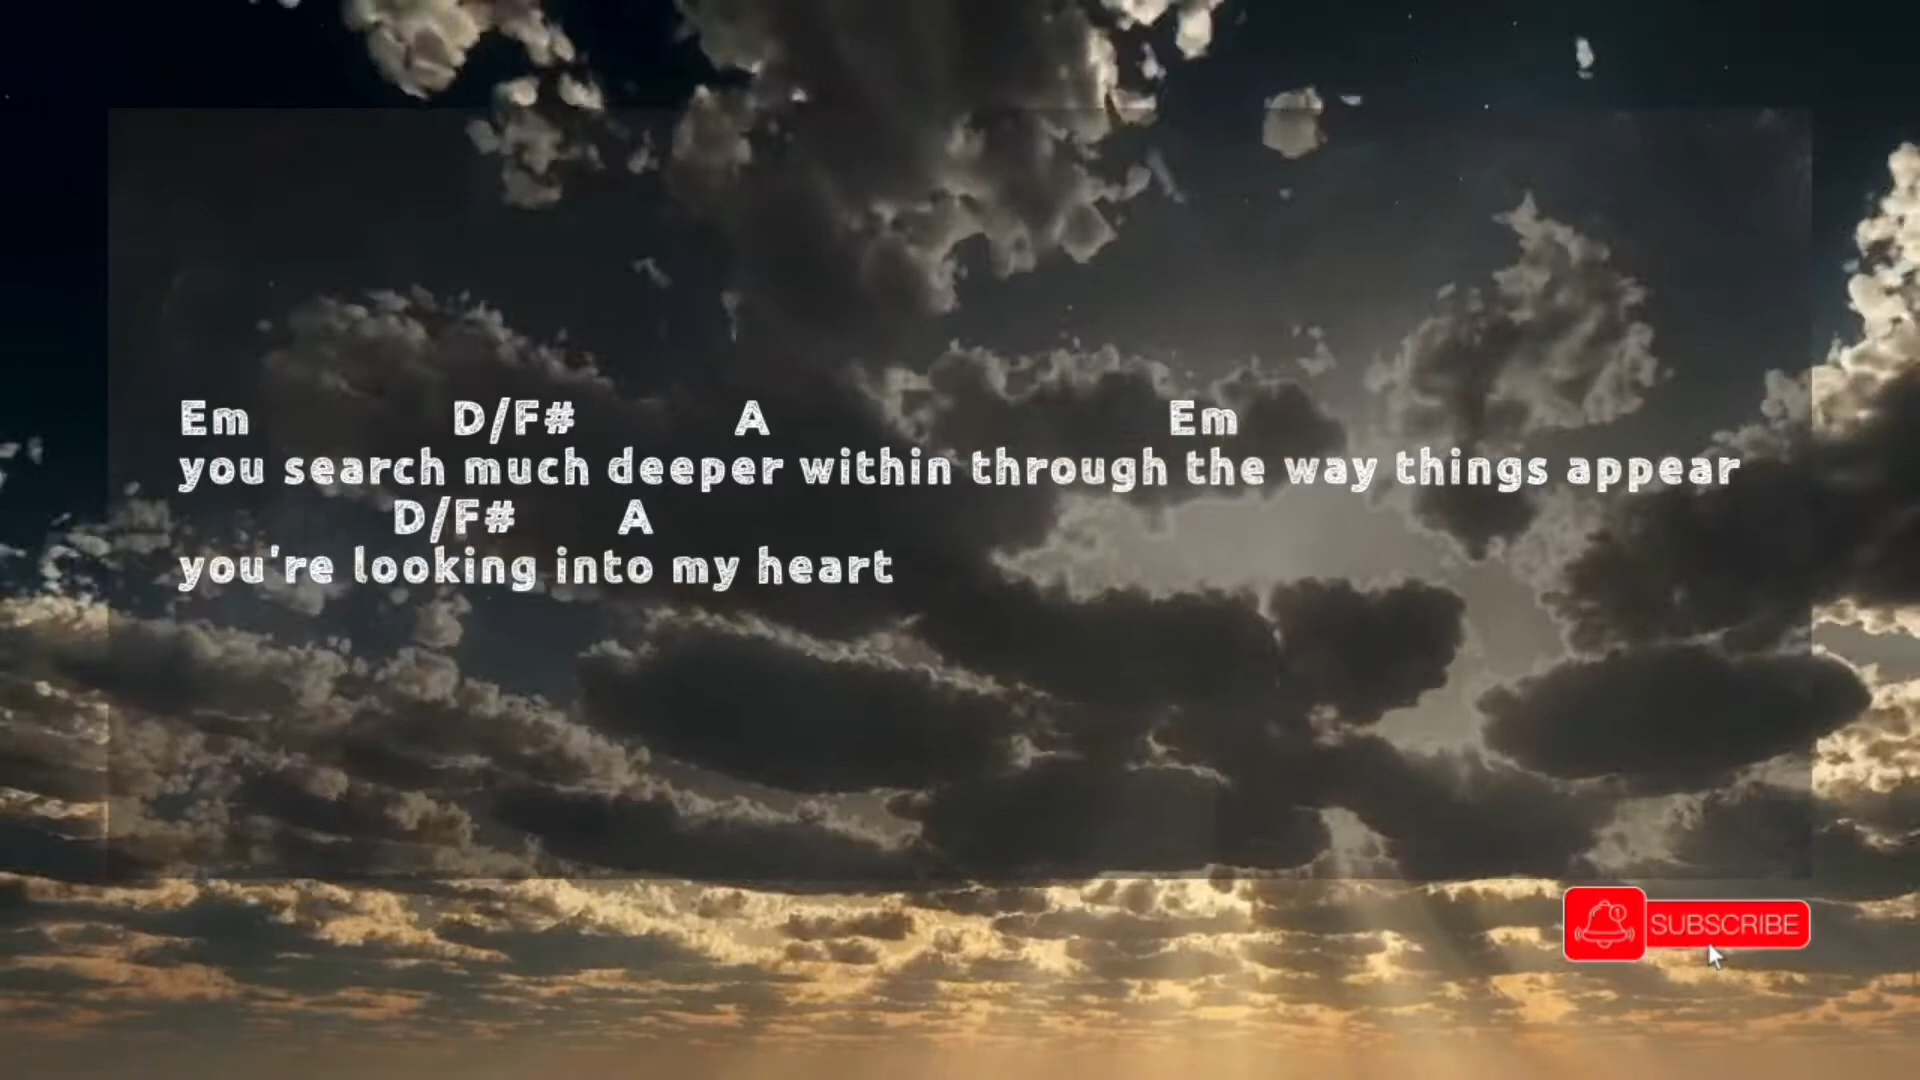 Em D/F# A Em
you search much deeper within through the way things appear
D/F# A
you're looking into my heart
SUBSCRIBE